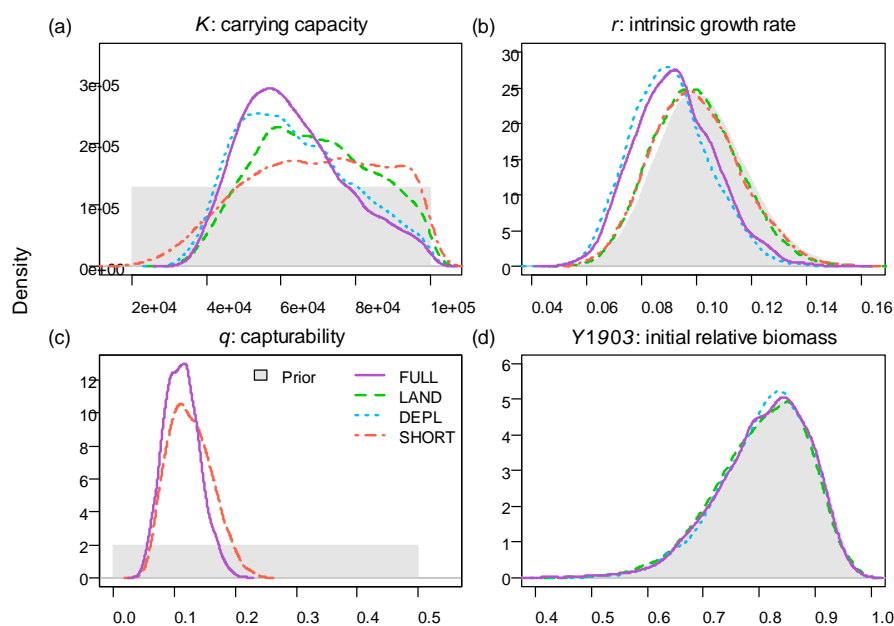 (a) K: carrying capacity
3e-05
2e-05
1e-05
0e+00
2e+04 4e+04 6e+04 8e+04 1e+05
(b) r: intrinsic growth rate
30
25
20
15
10
5
0
0.04 0.06 0.08 0.10 0.12 0.14 0.16
Density
(c) q: capturability
12
10
8
6
4
2
0
Prior
FULL
LAND
DEPL
SHORT
0.0 0.1 0.2 0.3 0.4 0.5
(d) Y1903: initial relative biomass
6
5
4
3
2
1
0
0.4 0.5 0.6 0.7 0.8 0.9 1.0